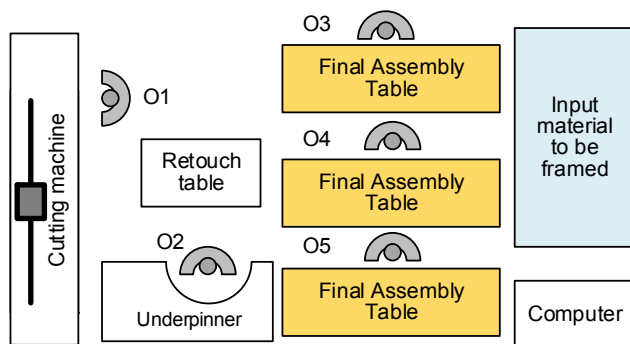 Cutting machine
O1
Retouch
table
O2
Underpinner
O3
Final Assembly
Table
O4
Final Assembly
Table
O5
Final Assembly
Table
Input
material
to be
framed
Computer